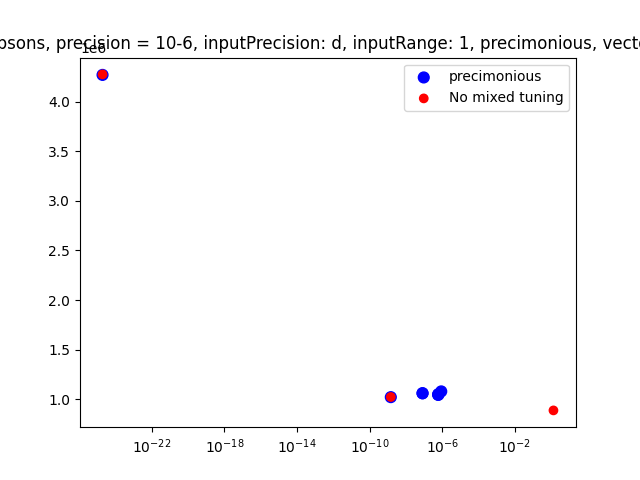 precision = 10-6, inputPrecision: d, inputRange: 1, precimonious,
1e6
precimonious
No mixed tuning
4.0
3.5
3.0
2.5
2.0
1.5
1.0
10⁻²² 10⁻¹⁸ 10⁻¹⁴ 10⁻¹⁰ 10⁻⁶ 10⁻²